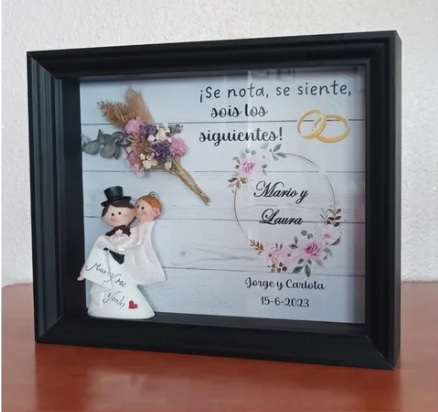 ¡Se nota, se siente,
sois los
siguientes!
Mario y
Laura
Jorge y Carlota
15-6-2023